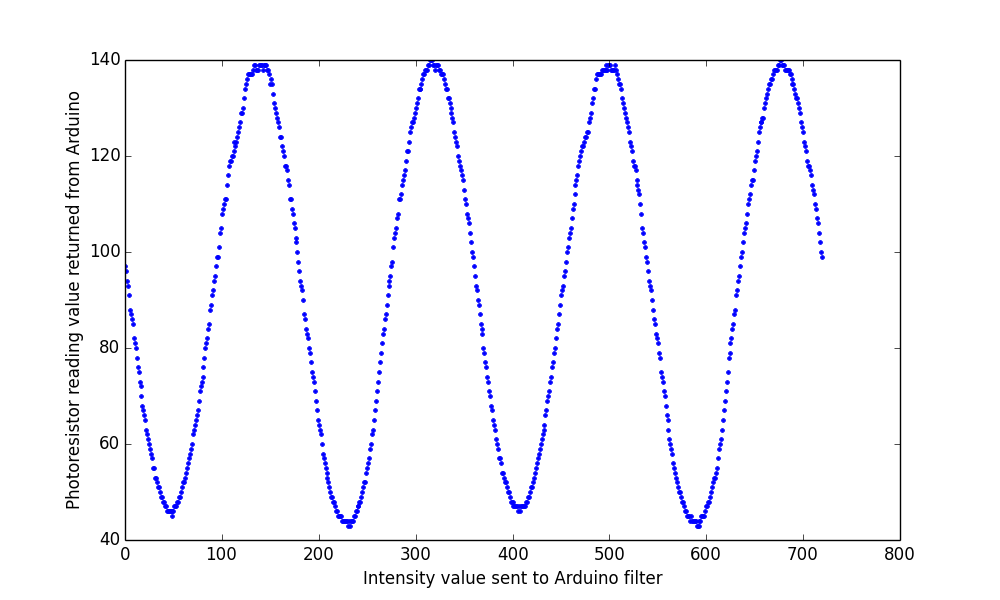 140
120
100
80
60
40
Photoresistor reading value returned from Arduino
0 100 200 300 400 500 600 700 800
Intensity value sent to Arduino filter